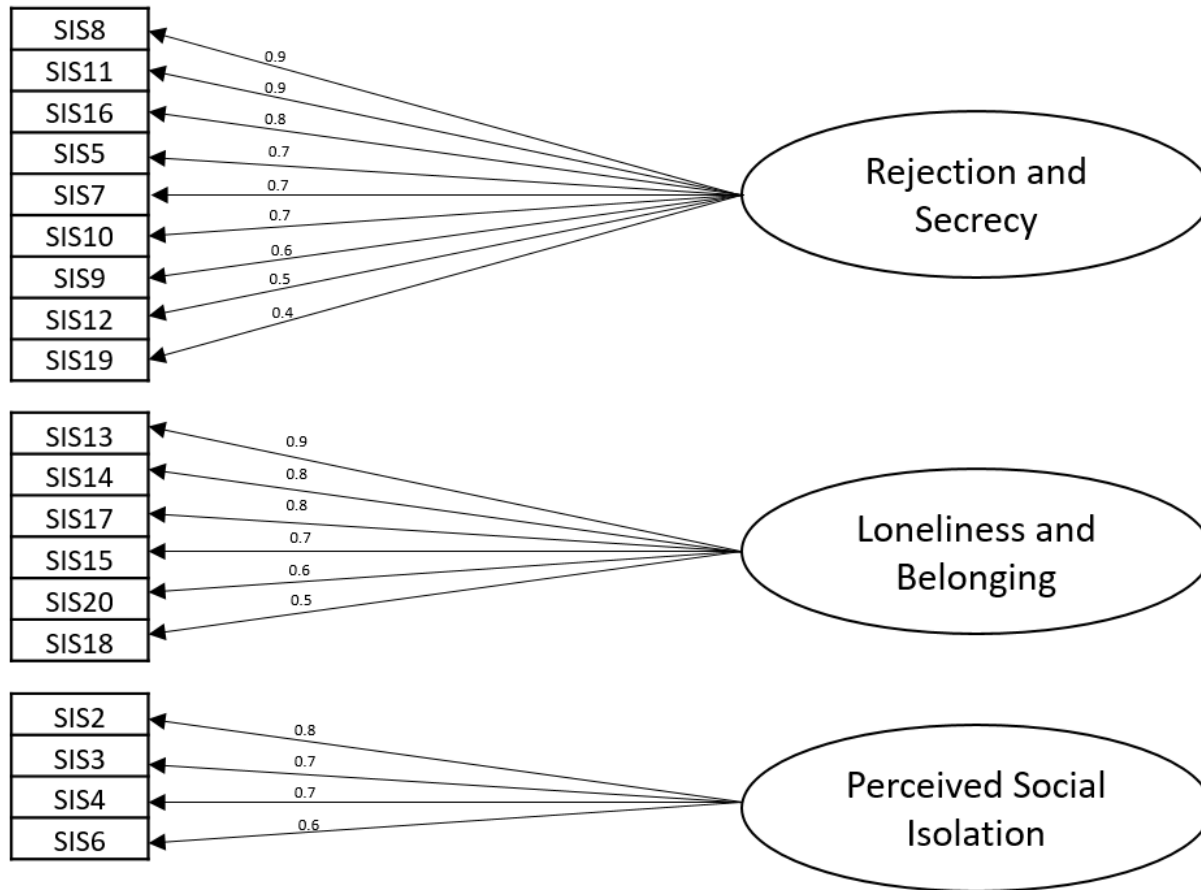 SIS8
SIS11
SIS16
SIS5
SIS7
SIS10
SIS9
SIS12
SIS19
0.9
0.9
0.8
0.7
0.7
0.7
0.6
0.5
0.4
Rejection and
Secrecy
SIS13
SIS14
SIS17
SIS15
SIS20
SIS18
0.9
0.8
0.8
0.7
0.6
0.5
Loneliness and
Belonging
SIS2
SIS3
SIS4
SIS6
0.8
0.7
0.7
0.6
Perceived Social
Isolation